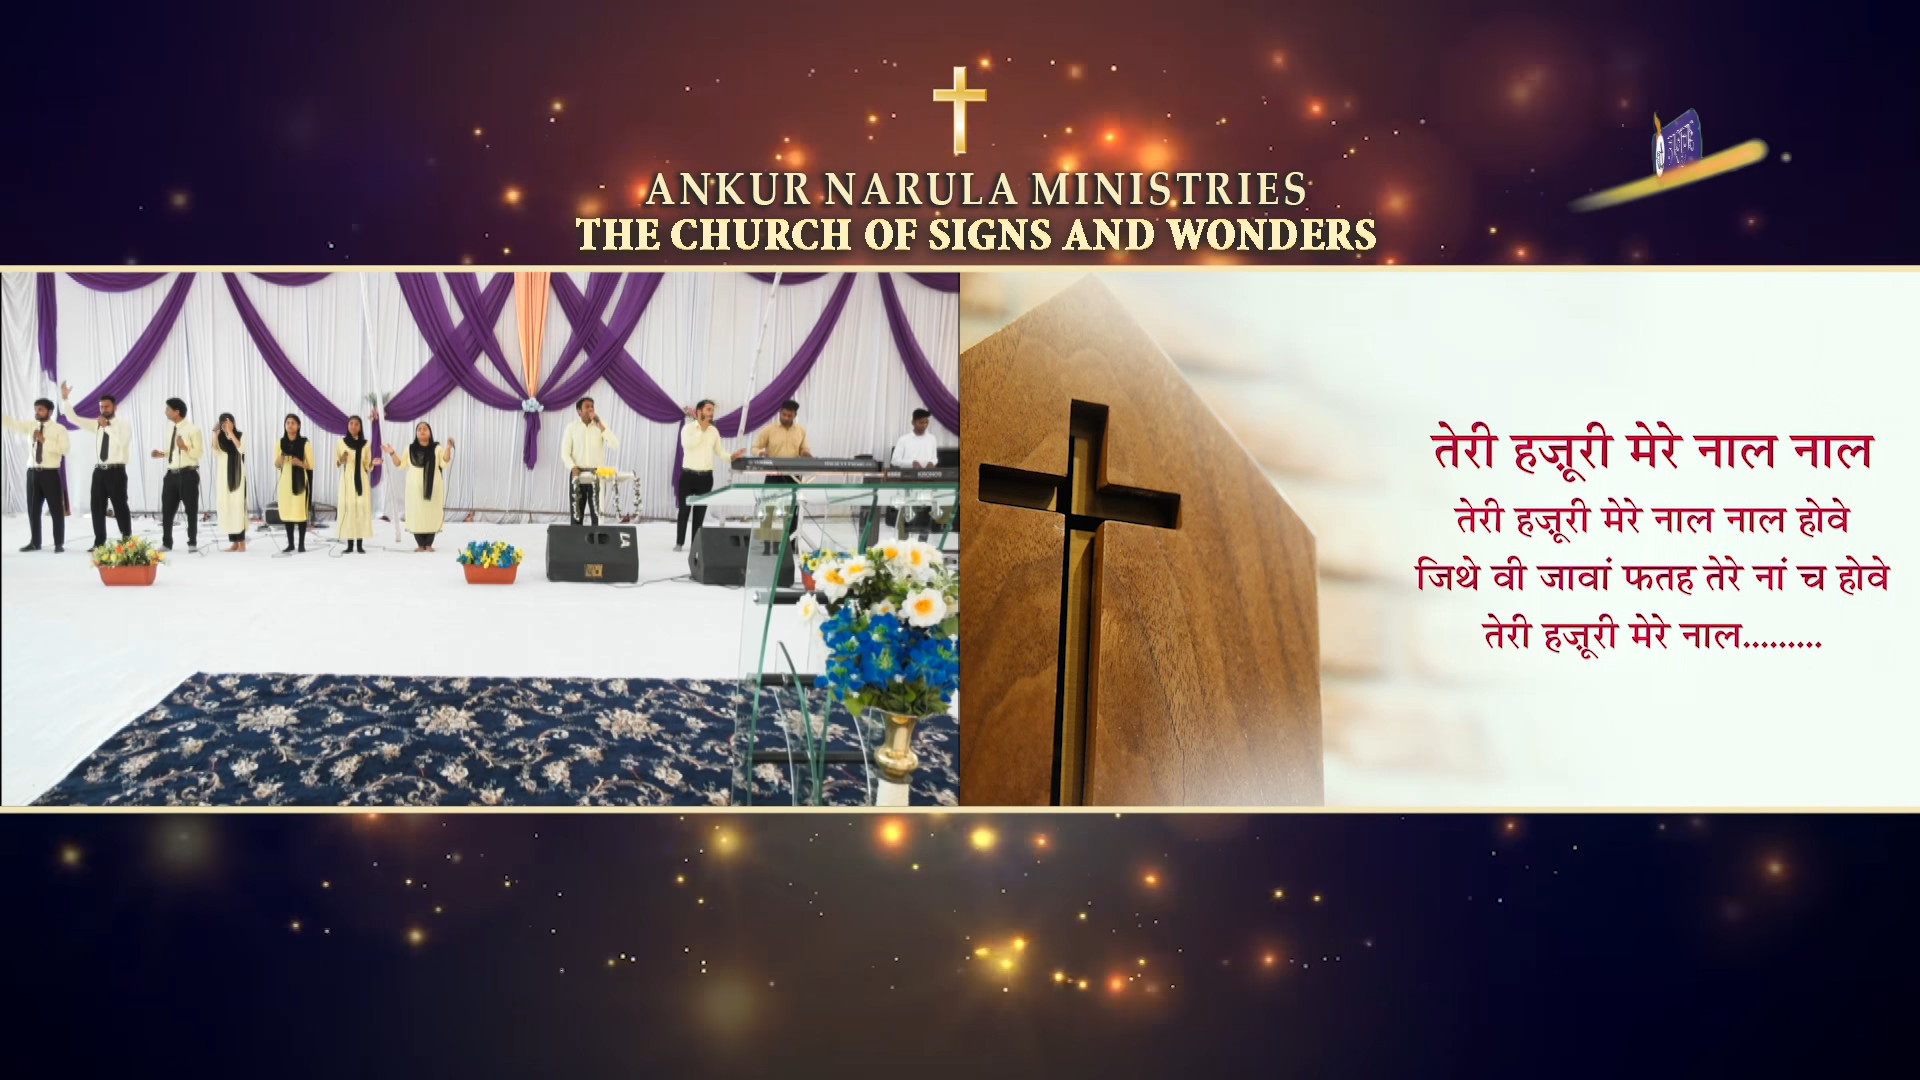 ANKUR NARULA MINISTRIES
THE CHURCH OF SIGNS AND WONDERS
तेरी हज़ूरी मेरे नाल नाल
तेरी हज़ूरी मेरे नाल नाल होवे
जिथे वी जावां फतह तेरे नां च होवे
तेरी हज़ूरी मेरे नाल.........